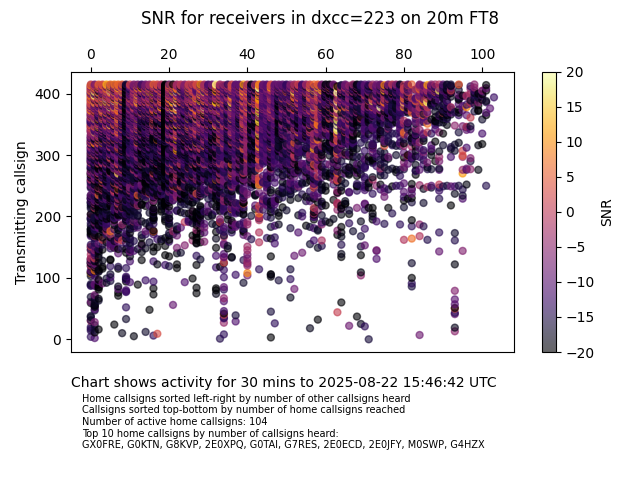 SNR for receivers in dxcc=223 on 20m FT8
0 20 40 60 80 100
400
300
200
100
0
Transmitting callsign
20
15
10
5
0
−5
−10
−15
−20
SNR
Chart shows activity for 30 mins to 2025-08-22 15:46:42 UTC
Home callsigns sorted left-right by number of other callsigns heard
Callsigns sorted top-bottom by number of home callsigns reached
Number of active home callsigns: 104
Top 10 home callsigns by number of callsigns heard:
GX0FRE, G0KTN, G8KVP, 2E0XPQ, G0TAI, G7RES, 2E0ECD, 2E0JFY, M0SWP, G4HZX